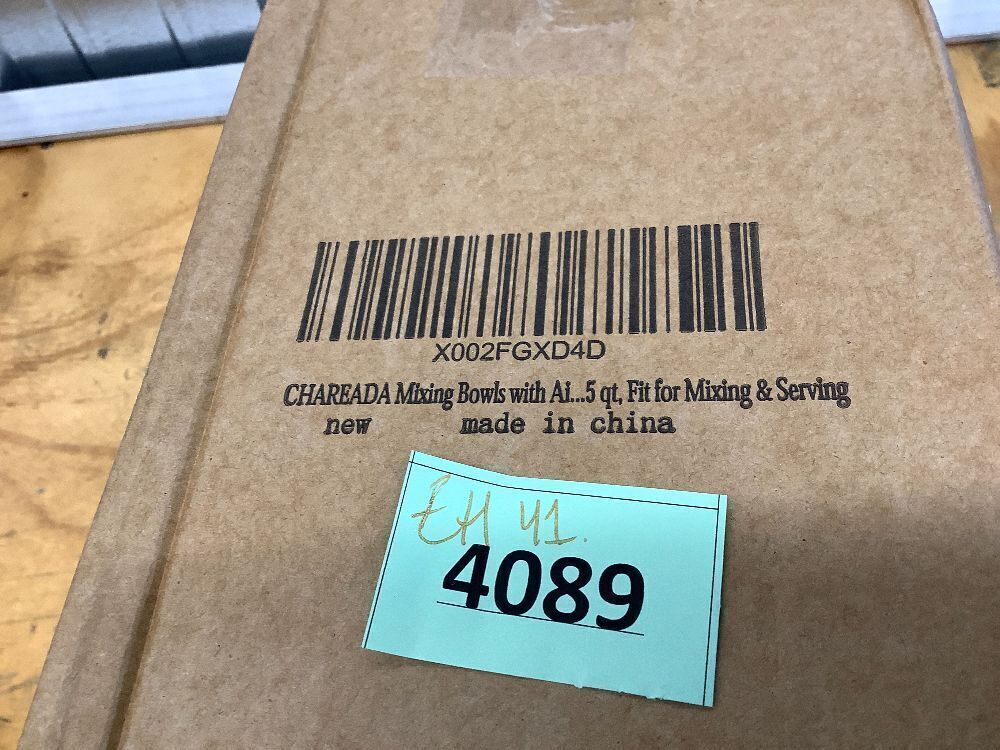 X002FGXD4D
CHAREADA Mixing Bowls with Ai...5 qt, Fit for Mixing & Serving
new made in china
EH 41.
4089